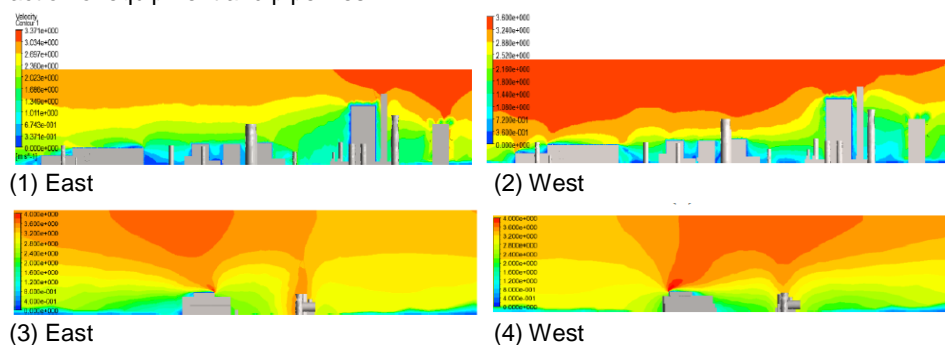 Velocity
Contour 1
3.371e+000
3.034e+000
2.697e+000
2.360e+000
2.023e+000
1.686e+000
1.011e+000
6.743e-001
3.371e-001
0.000e+000
[m s^-1]
3.600e+000
3.240e+000
2.880e+000
2.520e+000
2.160e+000
1.800e+000
1.440e+000
1.080e+000
7.200e-001
3.600e-001
0.000e+000
(1) East
(2) West
4.000e+000
3.600e+000
3.200e+000
2.800e+000
2.400e+000
2.000e+000
1.600e+000
1.200e+000
8.000e-001
4.000e-001
0.000e+000
4.000e+000
3.600e+000
3.200e+000
2.800e+000
2.400e+000
2.000e+000
1.600e+000
1.200e+000
8.000e-001
4.000e-001
0.000e+000
(3) East
(4) West